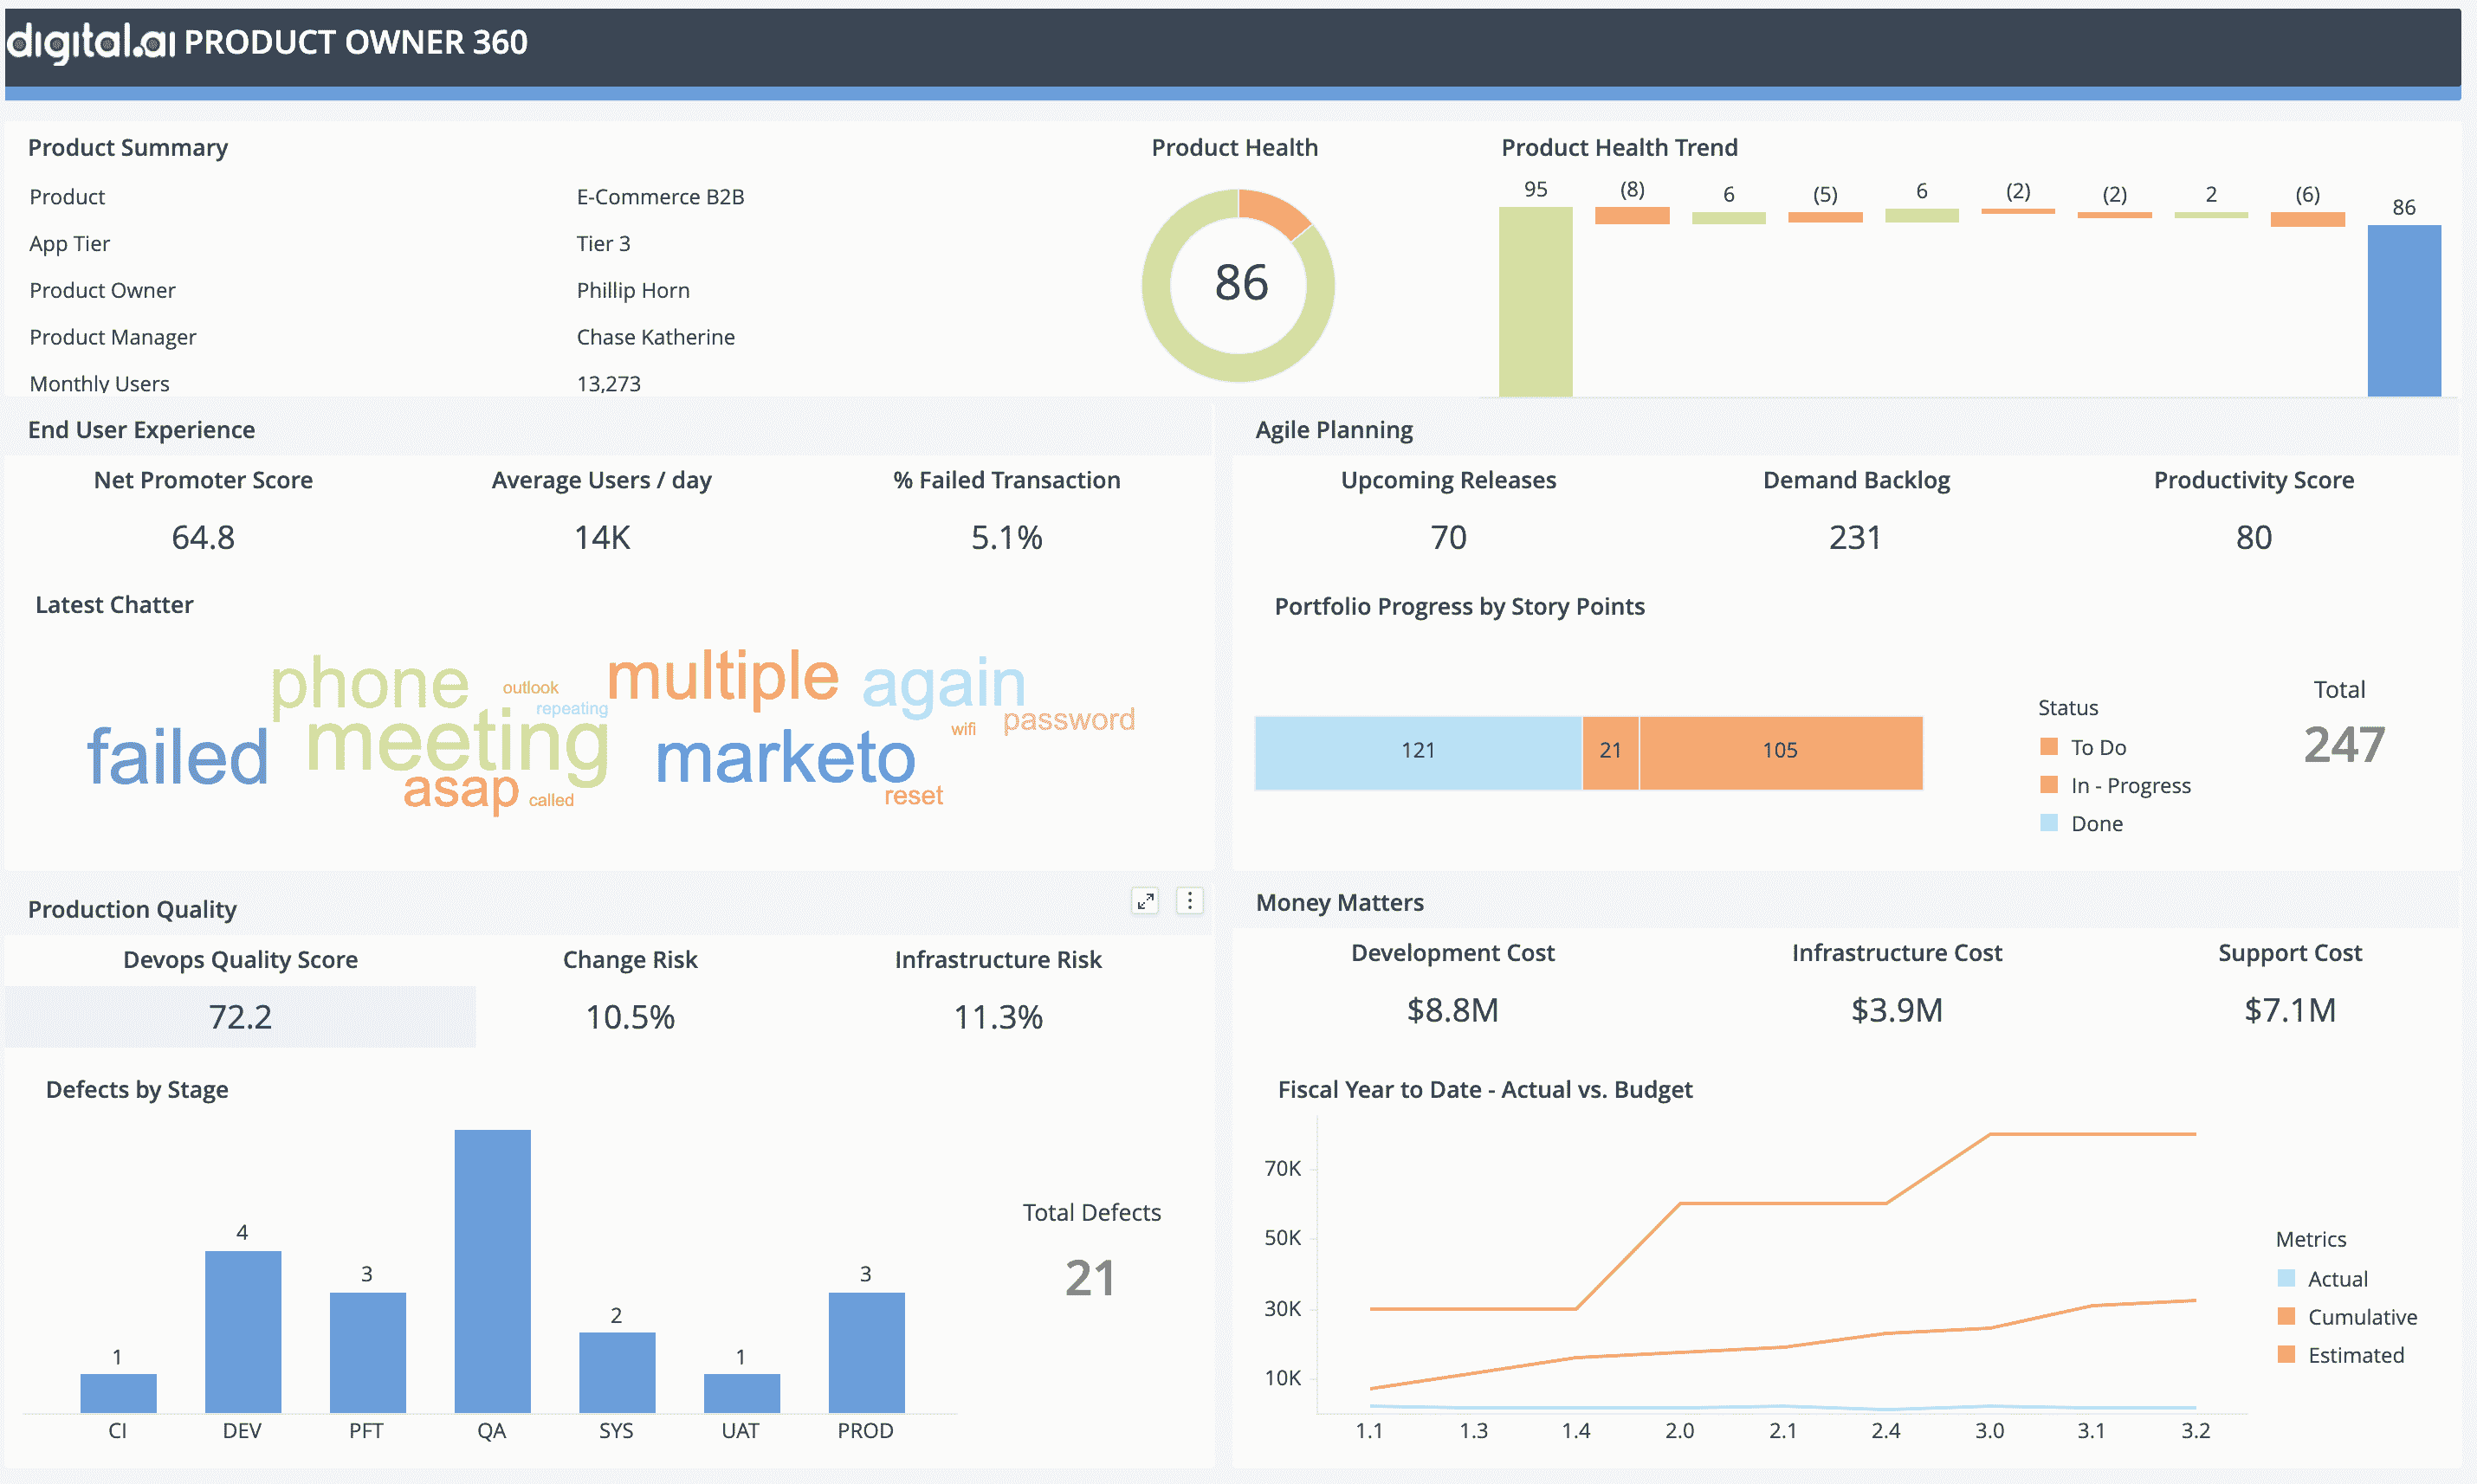 digital.ai PRODUCT OWNER 360
Product Summary
Product E-Commerce B2B
App Tier Tier 3
Product Owner Phillip Horn
Product Manager Chase Katherine
Monthly Users 13,273
Product Health
86
Product Health Trend
95 (8) 6 (5) 6 (2) (2) 2 (6) 86
End User Experience
Net Promoter Score Average Users / day % Failed Transaction
64.8 14K 5.1%
Latest Chatter
phone outlook multiple again
repeating
failed meeting marketo wifi password
asap called reset
Agile Planning
Upcoming Releases Demand Backlog Productivity Score
70 231 80
Portfolio Progress by Story Points
121 21 105
Status
To Do
In - Progress
Done
Total
247
Production Quality
Devops Quality Score Change Risk Infrastructure Risk
72.2 10.5% 11.3%
Defects by Stage
1 4 3 2 1 3
CI DEV PFT QA SYS UAT PROD
Total Defects
21
Money Matters
Development Cost Infrastructure Cost Support Cost
$8.8M $3.9M $7.1M
Fiscal Year to Date - Actual vs. Budget
70K
50K
30K
10K
1.1 1.3 1.4 2.0 2.1 2.4 3.0 3.1 3.2
Metrics
Actual
Cumulative
Estimated